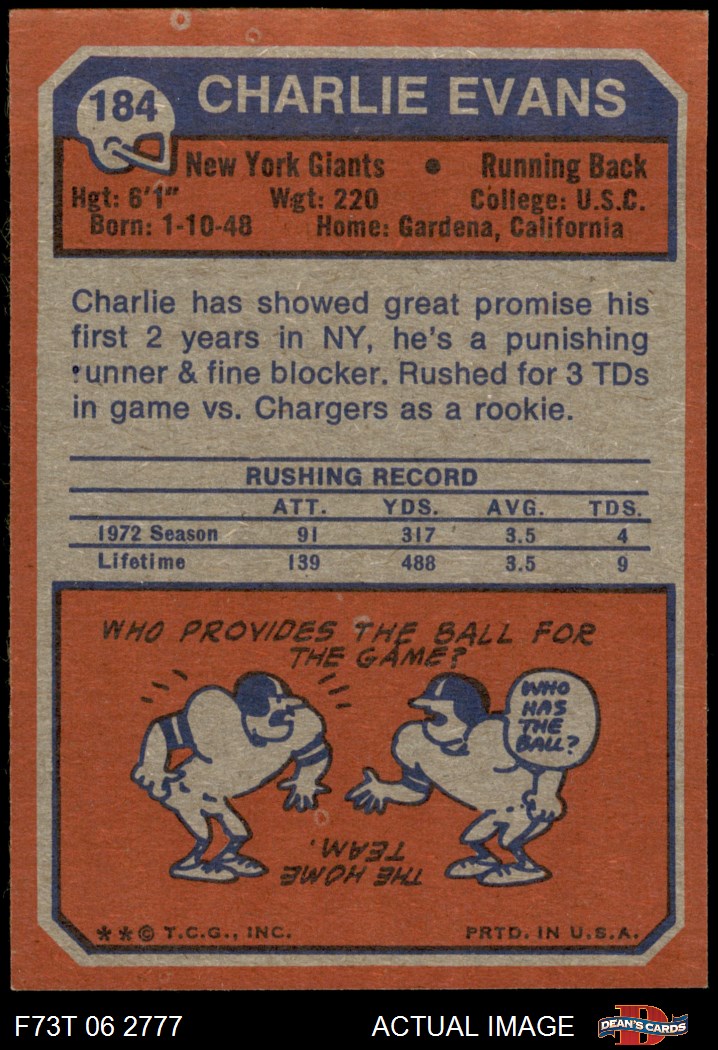 184 CHARLIE EVANS
New York Giants • Running Back
Hgt: 6'1" Wgt: 220 College: U.S.C.
Born: 1-10-48 Home: Gardena, California
Charlie has showed great promise his
first 2 years in NY, he's a punishing
runner & fine blocker. Rushed for 3 TDs
in game vs. Chargers as a rookie.
RUSHING RECORD
ATT. YDS. AVG. TDS.
1972 Season 91 317 3.5 4
Lifetime 139 488 3.5 9
WHO PROVIDES THE BALL FOR
THE GAME?
WHO
HAS
THE
BALL?
THE HOME
TEAM.
**© T.C.G., INC. PRTD. IN U.S.A.
F73T 06 2777 ACTUAL IMAGE D DEAN'S CARDS